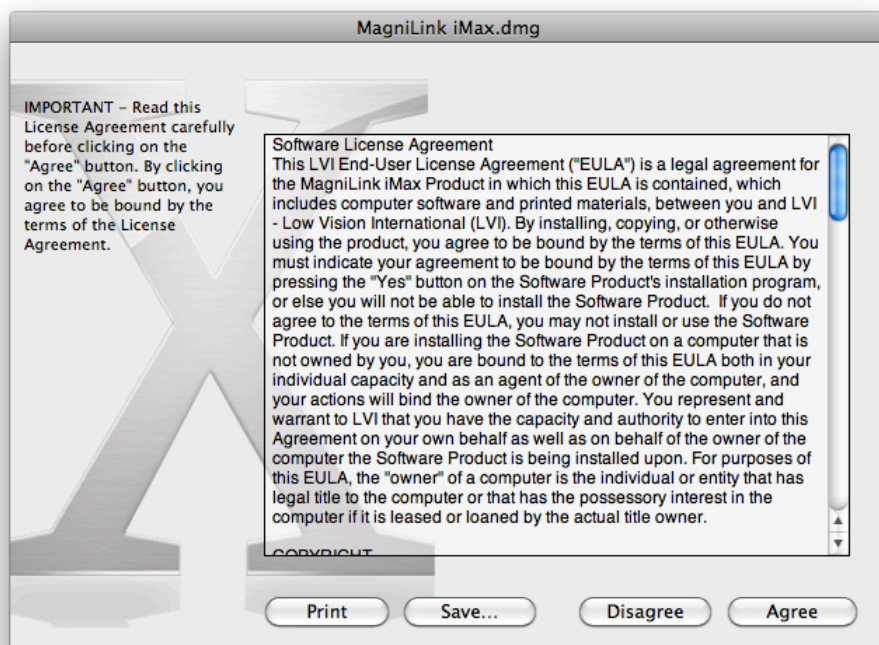 MagniLink iMax.dmg
IMPORTANT – Read this
License Agreement carefully
before clicking on the
"Agree" button. By clicking
on the "Agree" button, you
agree to be bound by the
terms of the License
Agreement.
Software License Agreement
This LVI End-User License Agreement ("EULA") is a legal agreement for
the MagniLink iMax Product in which this EULA is contained, which
includes computer software and printed materials, between you and LVI
- Low Vision International (LVI). By installing, copying, or otherwise
using the product, you agree to be bound by the terms of this EULA. You
must indicate your agreement to be bound by the terms of this EULA by
pressing the "Yes" button on the Software Product's installation program,
or else you will not be able to install the Software Product.  If you do not
agree to the terms of this EULA, you may not install or use the Software
Product. If you are installing the Software Product on a computer that is
not owned by you, you are bound to the terms of this EULA both in your
individual capacity and as an agent of the owner of the computer, and
your actions will bind the owner of the computer. You represent and
warrant to LVI that you have the capacity and authority to enter into this
Agreement on your own behalf as well as on behalf of the owner of the
computer the Software Product is being installed upon. For purposes of
this EULA, the "owner" of a computer is the individual or entity that has
legal title to the computer or that has the possessory interest in the
computer if it is leased or loaned by the actual title owner.
COPYRIGHT
Print
Save...
Disagree
Agree